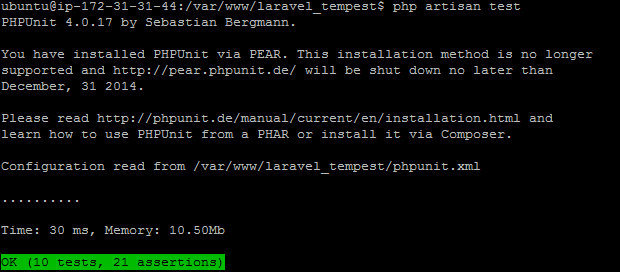 ubuntu@ip-172-31-31-44:/var/www/laravel_tempest$ php artisan test
PHPUnit 4.0.17 by Sebastian Bergmann.
You have installed PHPUnit via PEAR. This installation method is no longer
supported and http://pear.phpunit.de/ will be shut down no later than
December, 31 2014.
Please read http://phpunit.de/manual/current/en/installation.html and
learn how to use PHPUnit from a PHAR or install it via Composer.
Configuration read from /var/www/laravel_tempest/phpunit.xml
..........
Time: 30 ms, Memory: 10.50Mb
OK (10 tests, 21 assertions)